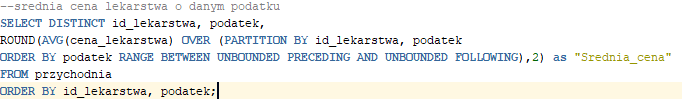 --srednia cena lekarstwa o danym podatku
SELECT DISTINCT id_lekarstwa, podatek,
ROUND(AVG(cena_lekarstwa) OVER (PARTITION BY id_lekarstwa, podatek
ORDER BY podatek RANGE BETWEEN UNBOUNDED PRECEDING AND UNBOUNDED FOLLOWING),2) as "Srednia_cena"
FROM przychodnia
ORDER BY id_lekarstwa, podatek;